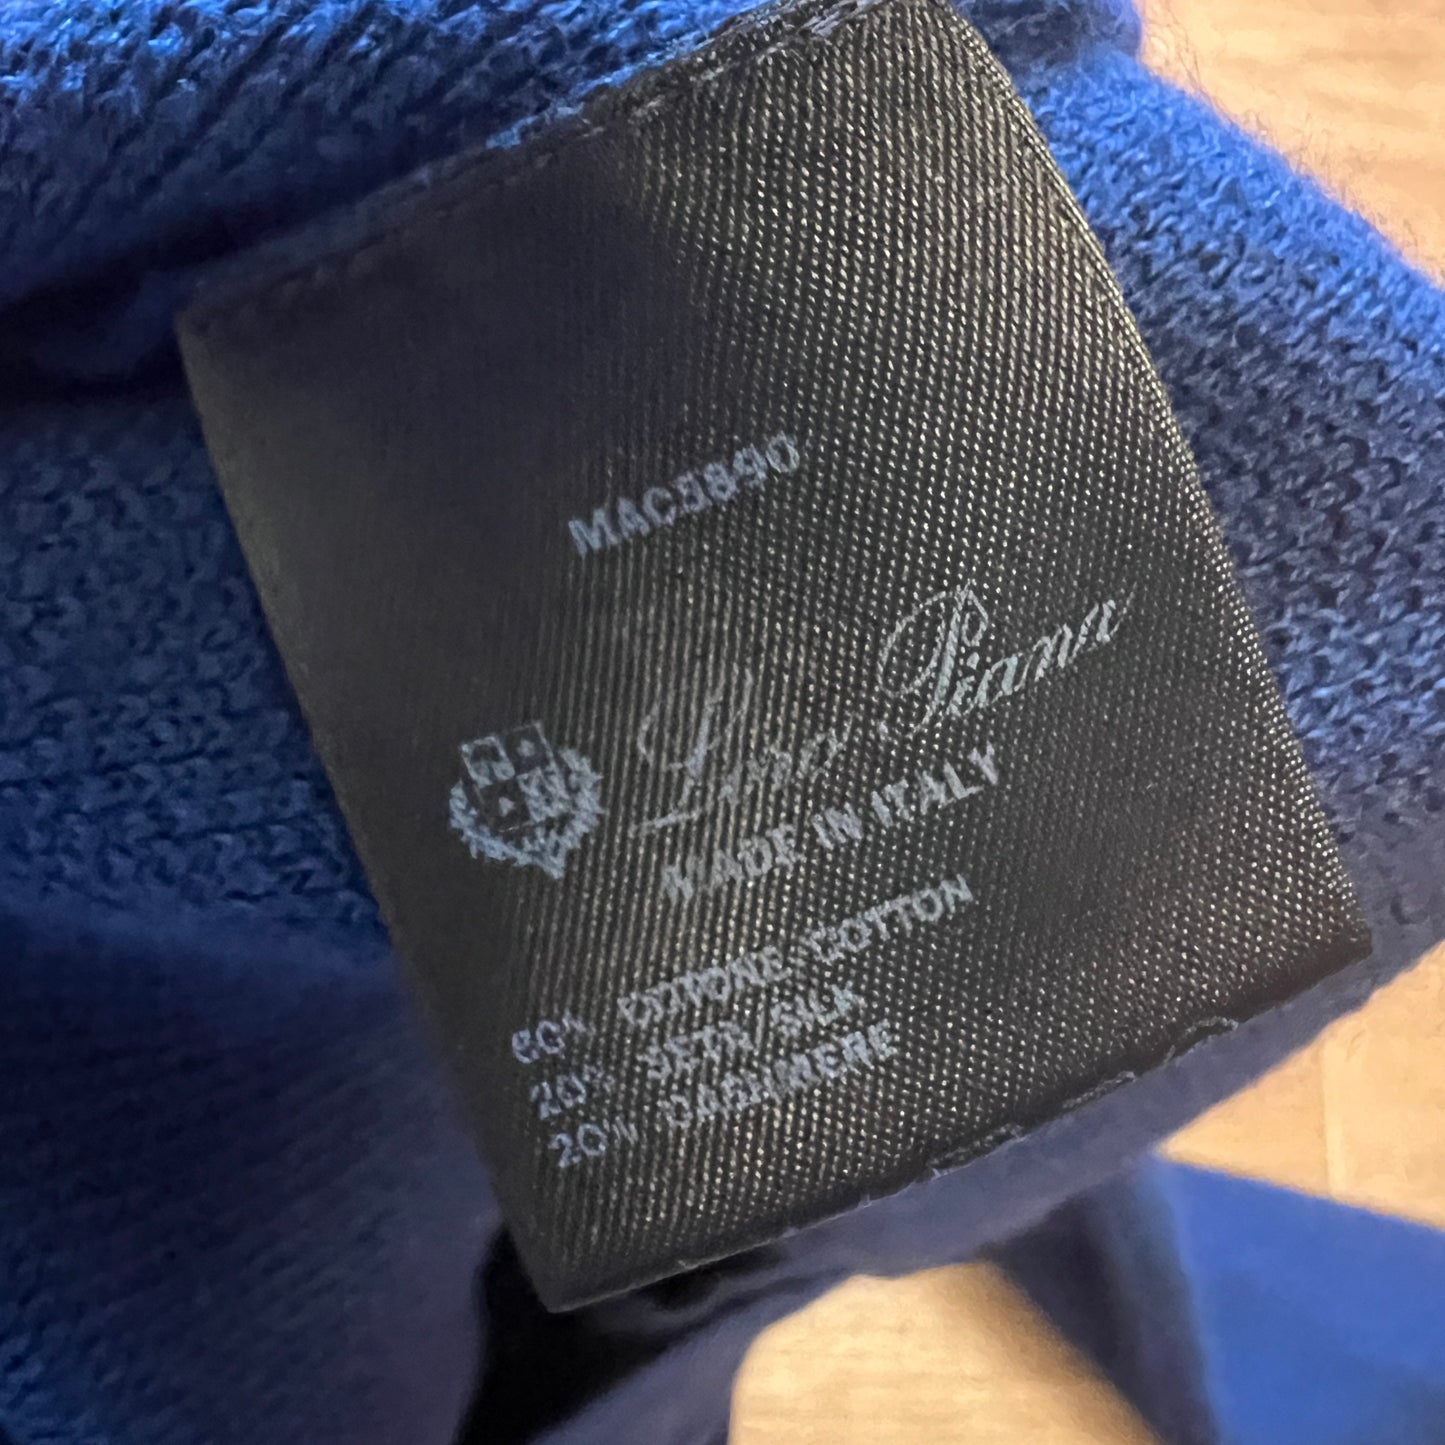 MAC3890
Loro Piana
MADE IN ITALY
60% COTONE-COTTON
20% SETA-SILK
20% CASHMERE